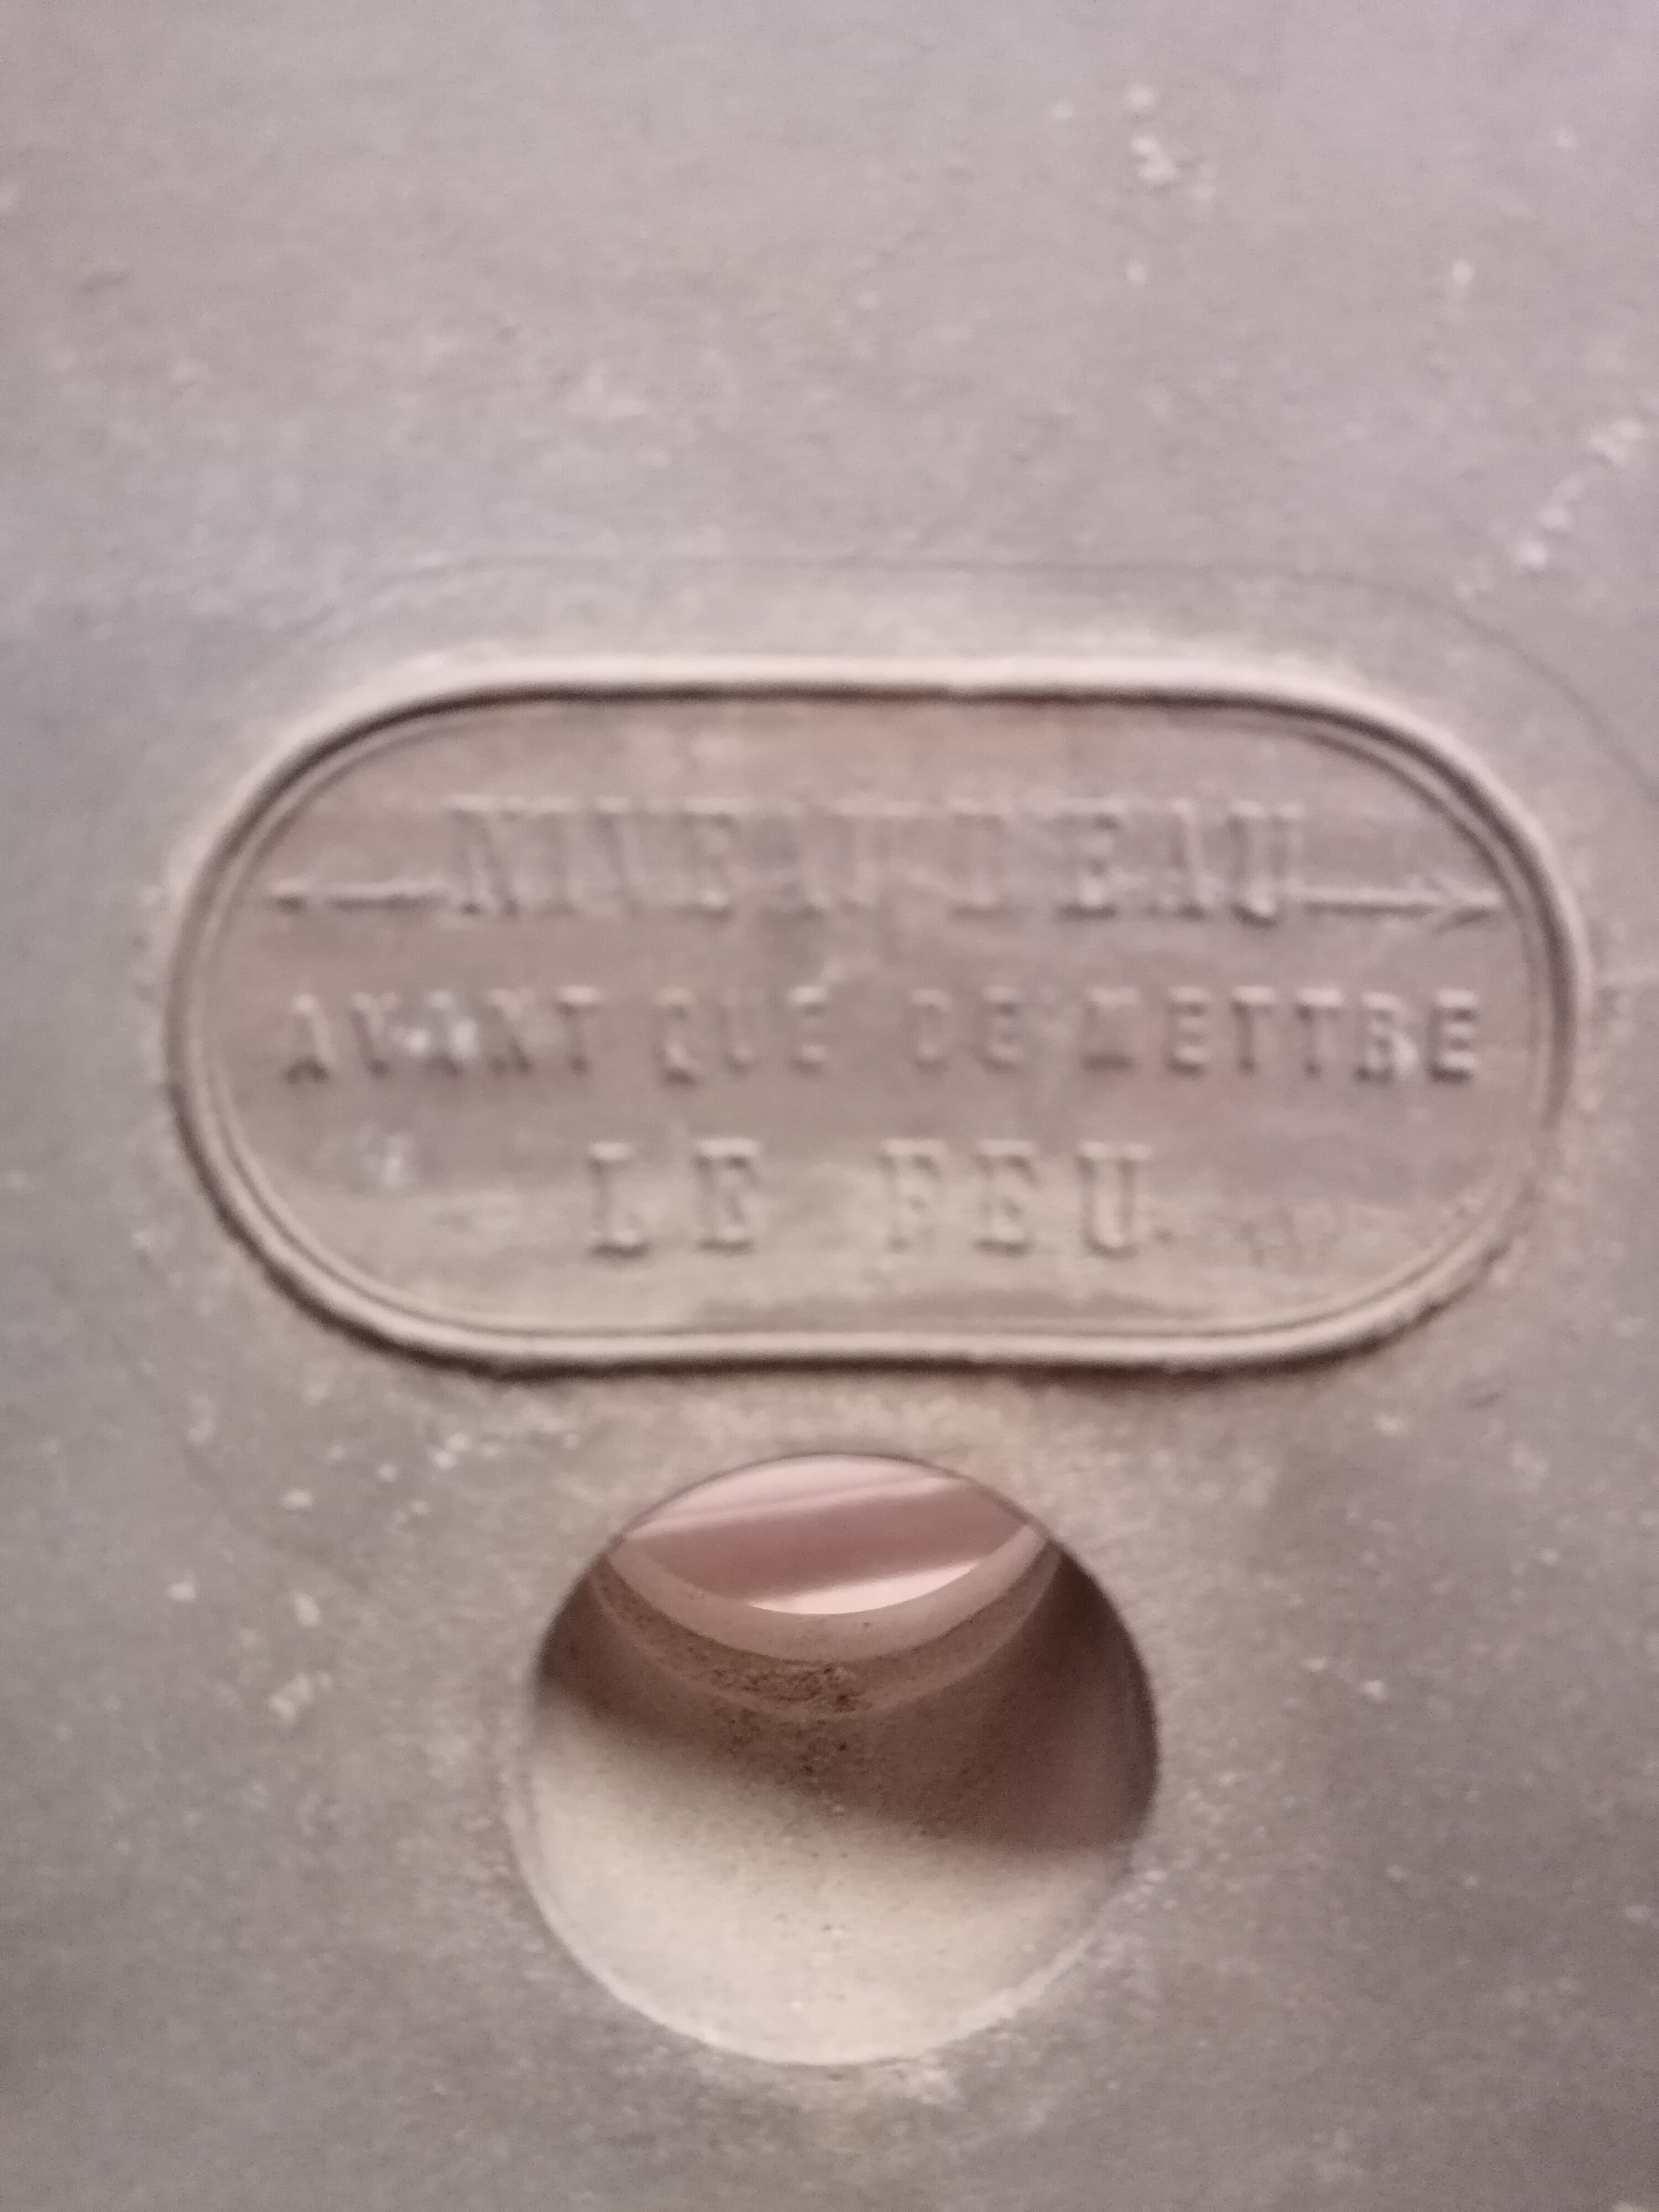 ← NIVEAU D'EAU →
AVANT QUE DE METTRE
LE FEU